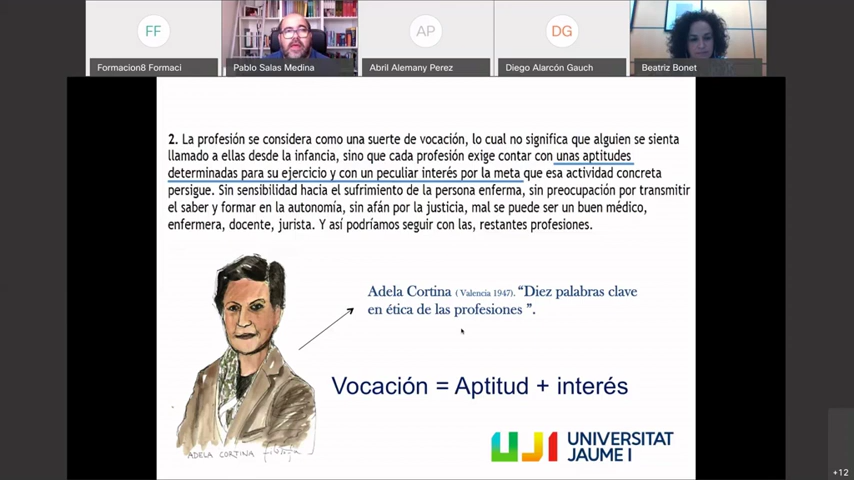 FF
AP
DG
Formacion8 Formaci
Pablo Salas Medina
Abril Alemany Perez
Diego Alarcón Gauch
Beatriz Bonet
2. La profesión se considera como una suerte de vocación, lo cual no significa que alguien se sienta
llamado a ellas desde la infancia, sino que cada profesión exige contar con unas aptitudes
determinadas para su ejercicio y con un peculiar interés por la meta que esa actividad concreta
persigue. Sin sensibilidad hacia el sufrimiento de la persona enferma, sin preocupación por transmitir
el saber y formar en la autonomía, sin afán por la justicia, mal se puede ser un buen médico,
enfermera, docente, jurista. Y así podríamos seguir con las, restantes profesiones.
Adela Cortina ( Valencia 1947). “Diez palabras clave
en ética de las profesiones ”.
Vocación = Aptitud + interés
ADELA CORTINA
UJI UNIVERSITAT
JAUME I
+12